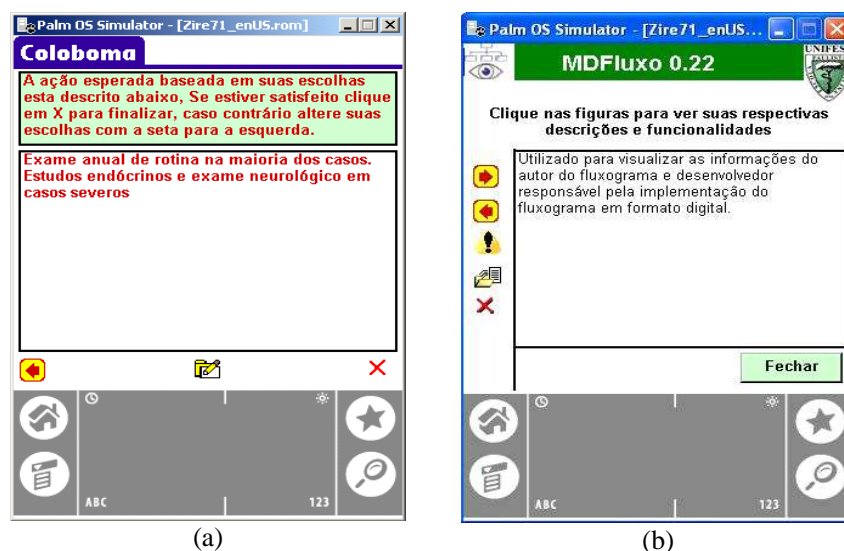 Palm OS Simulator - [Zire71_enUS.rom]
Coloboma
A ação esperada baseada em suas escolhas
esta descrito abaixo, Se estiver satisfeito clique
em X para finalizar, caso contrário altere suas
escolhas com a seta para a esquerda.
Exame anual de rotina na maioria dos casos.
Estudos endócrinos e exame neurológico em
casos severos
ABC
123
(a)
Palm OS Simulator - [Zire71_enUS...
MDFluxo 0.22
UNIFES
Clique nas figuras para ver suas respectivas
descrições e funcionalidades
Utilizado para visualizar as informações do
autor do fluxograma e desenvolvedor
responsável pela implementação do
fluxograma em formato digital.
Fechar
ABC
123
(b)